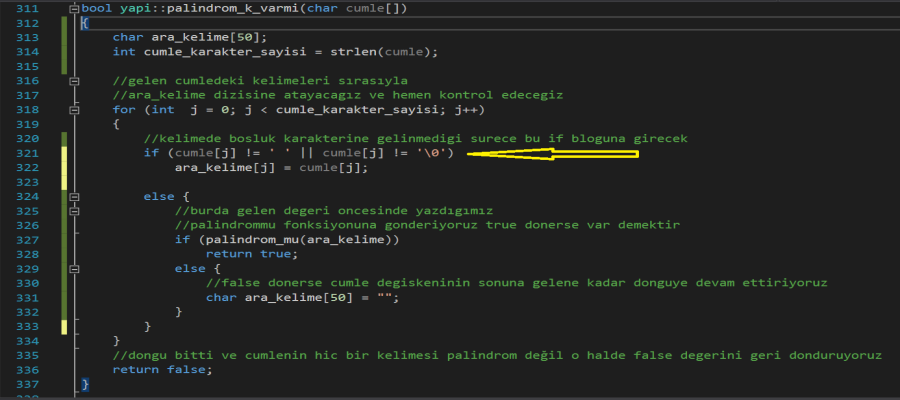 311 bool yapi::palindrom_k_varmi(char cumle[])
312 {
313 char ara_kelime[50];
314 int cumle_karakter_sayisi = strlen(cumle);
315
316 //gelen cumledeki kelimeleri sırasıyla
317 //ara_kelime dizisine atayacagız ve hemen kontrol edecegiz
318 for (int  j = 0; j < cumle_karakter_sayisi; j++)
319 {
320 //kelimede bosluk karakterine gelinmedigi surece bu if bloguna girecek
321 if (cumle[j] != ' ' || cumle[j] != '\0')
322 ara_kelime[j] = cumle[j];
323
324 else {
325 //burda gelen degeri oncesinde yazdıgımız
326 //palindrommu fonksiyonuna gonderiyoruz true donerse var demektir
327 if (palindrom_mu(ara_kelime))
328 return true;
329 else {
330 //false donerse cumle degiskeninin sonuna gelene kadar donguye devam ettiriyoruz
331 char ara_kelime[50] = "";
332 }
333 }
334 }
335 //dongu bitti ve cumlenin hic bir kelimesi palindrom değil o halde false degerini geri donduruyoruz
336 return false;
337 }